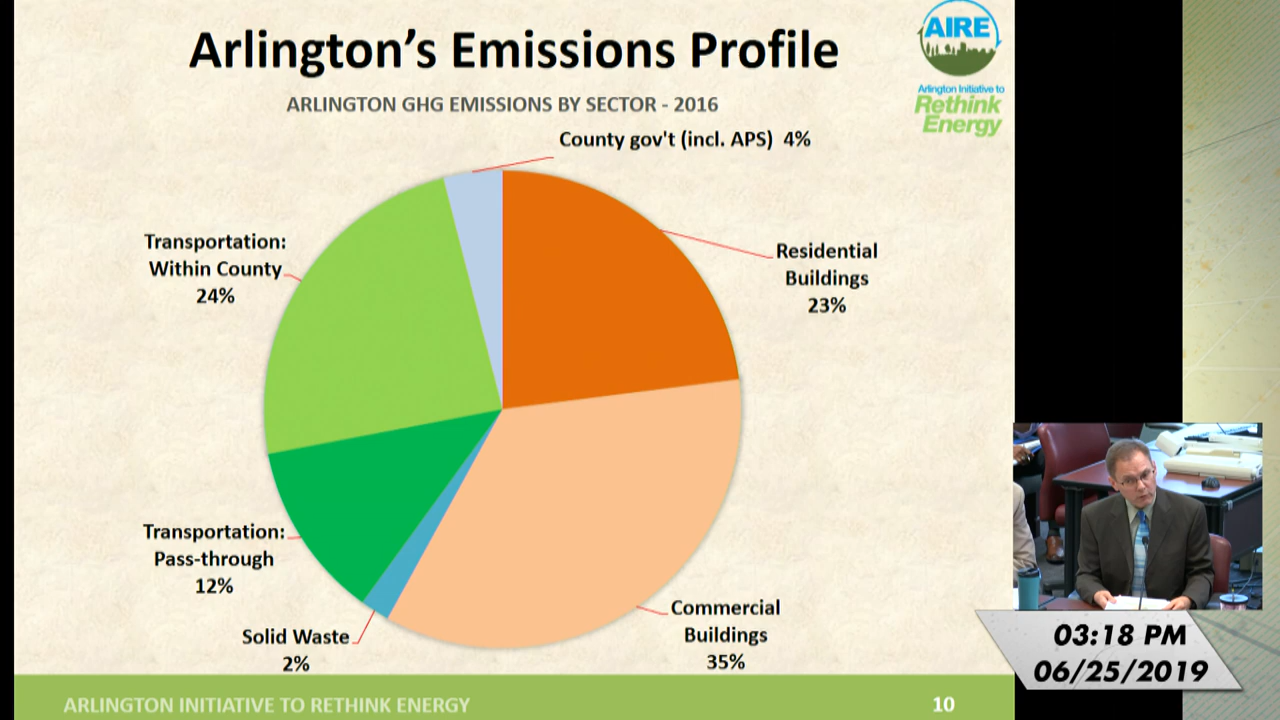 Arlington's Emissions Profile
AIRE
Arlington Initiative to
Rethink
Energy
ARLINGTON GHG EMISSIONS BY SECTOR - 2016
County gov't (incl. APS) 4%
Transportation:
Within County
24%
Residential
Buildings
23%
Transportation:
Pass-through
12%
Solid Waste
2%
Commercial
Buildings
35%
ARLINGTON INITIATIVE TO RETHINK ENERGY
10
03:18 PM
06/25/2019